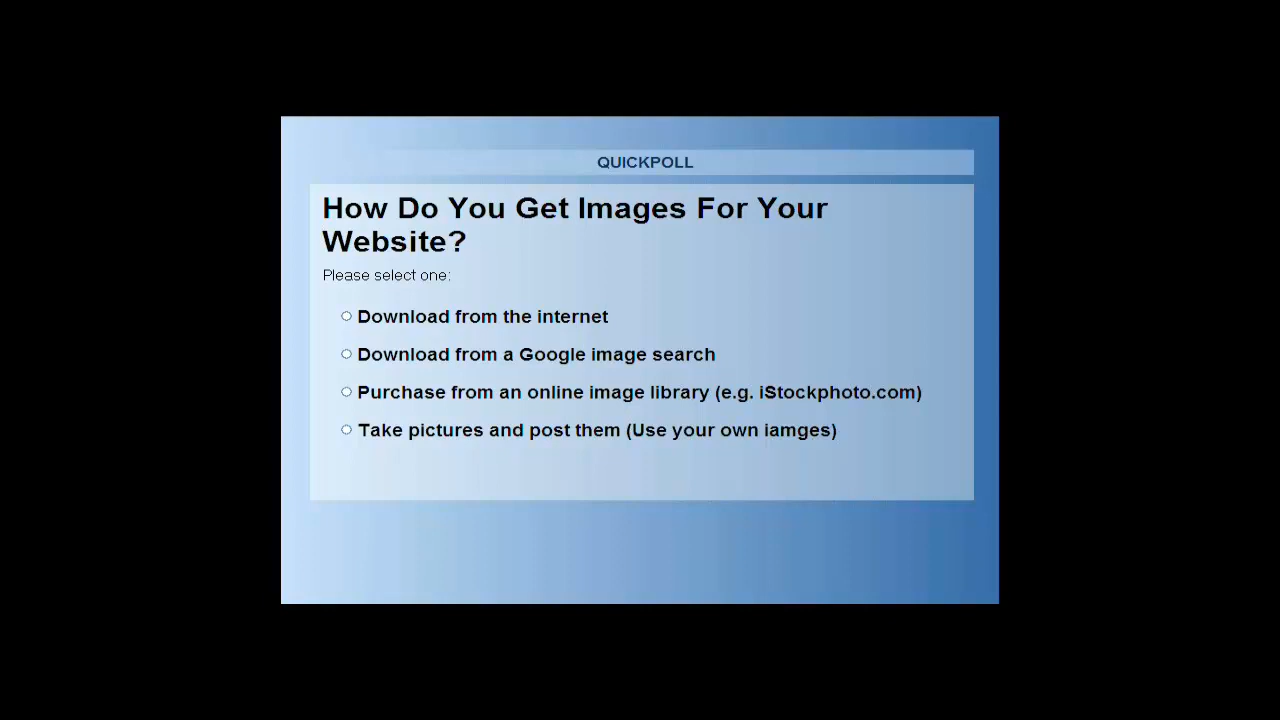 QUICKPOLL
How Do You Get Images For Your
Website?
Please select one:
Download from the internet
Download from a Google image search
Purchase from an online image library (e.g. iStockphoto.com)
Take pictures and post them (Use your own iamges)